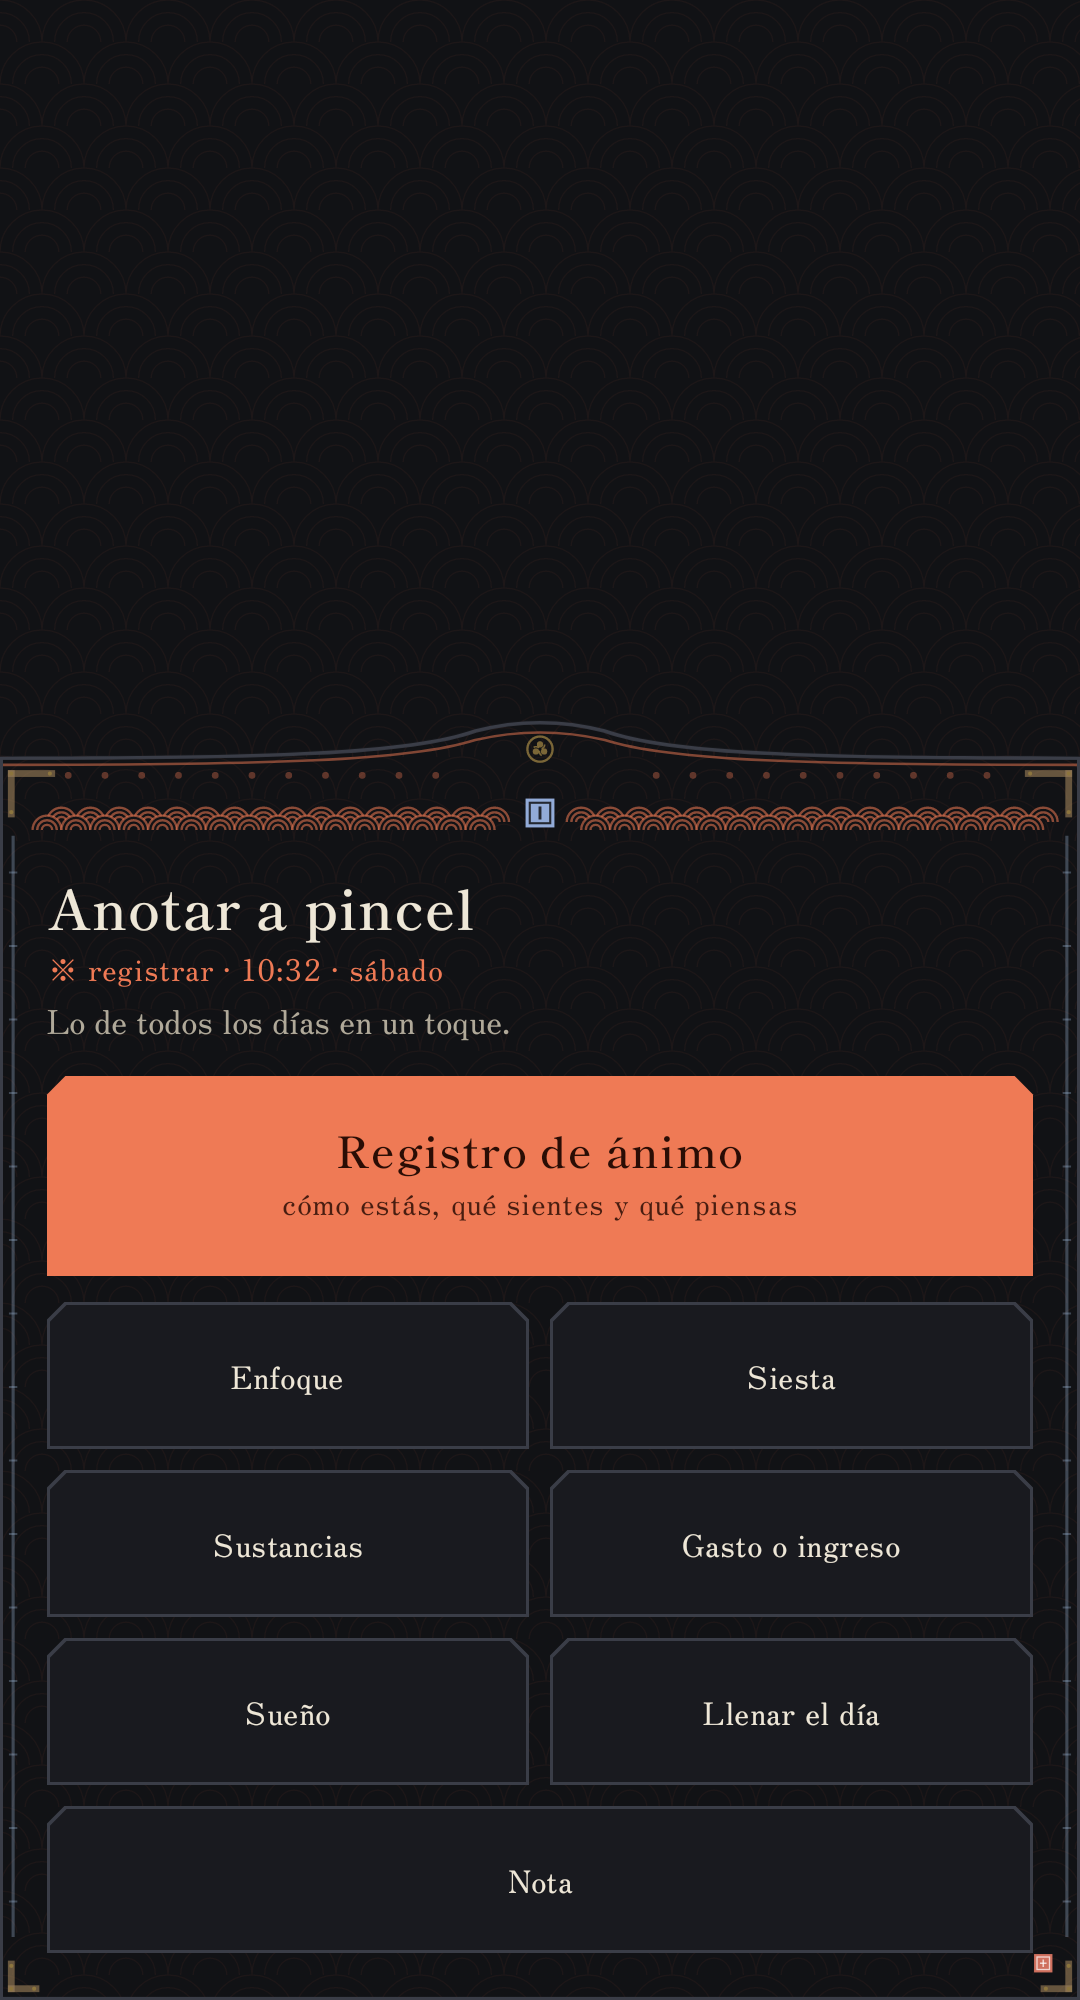 Anotar a pincel
※ registrar · 10:32 · sábado
Lo de todos los días en un toque.
Registro de ánimo
cómo estás, qué sientes y qué piensas
Enfoque
Siesta
Sustancias
Gasto o ingreso
Sueño
Llenar el día
Nota